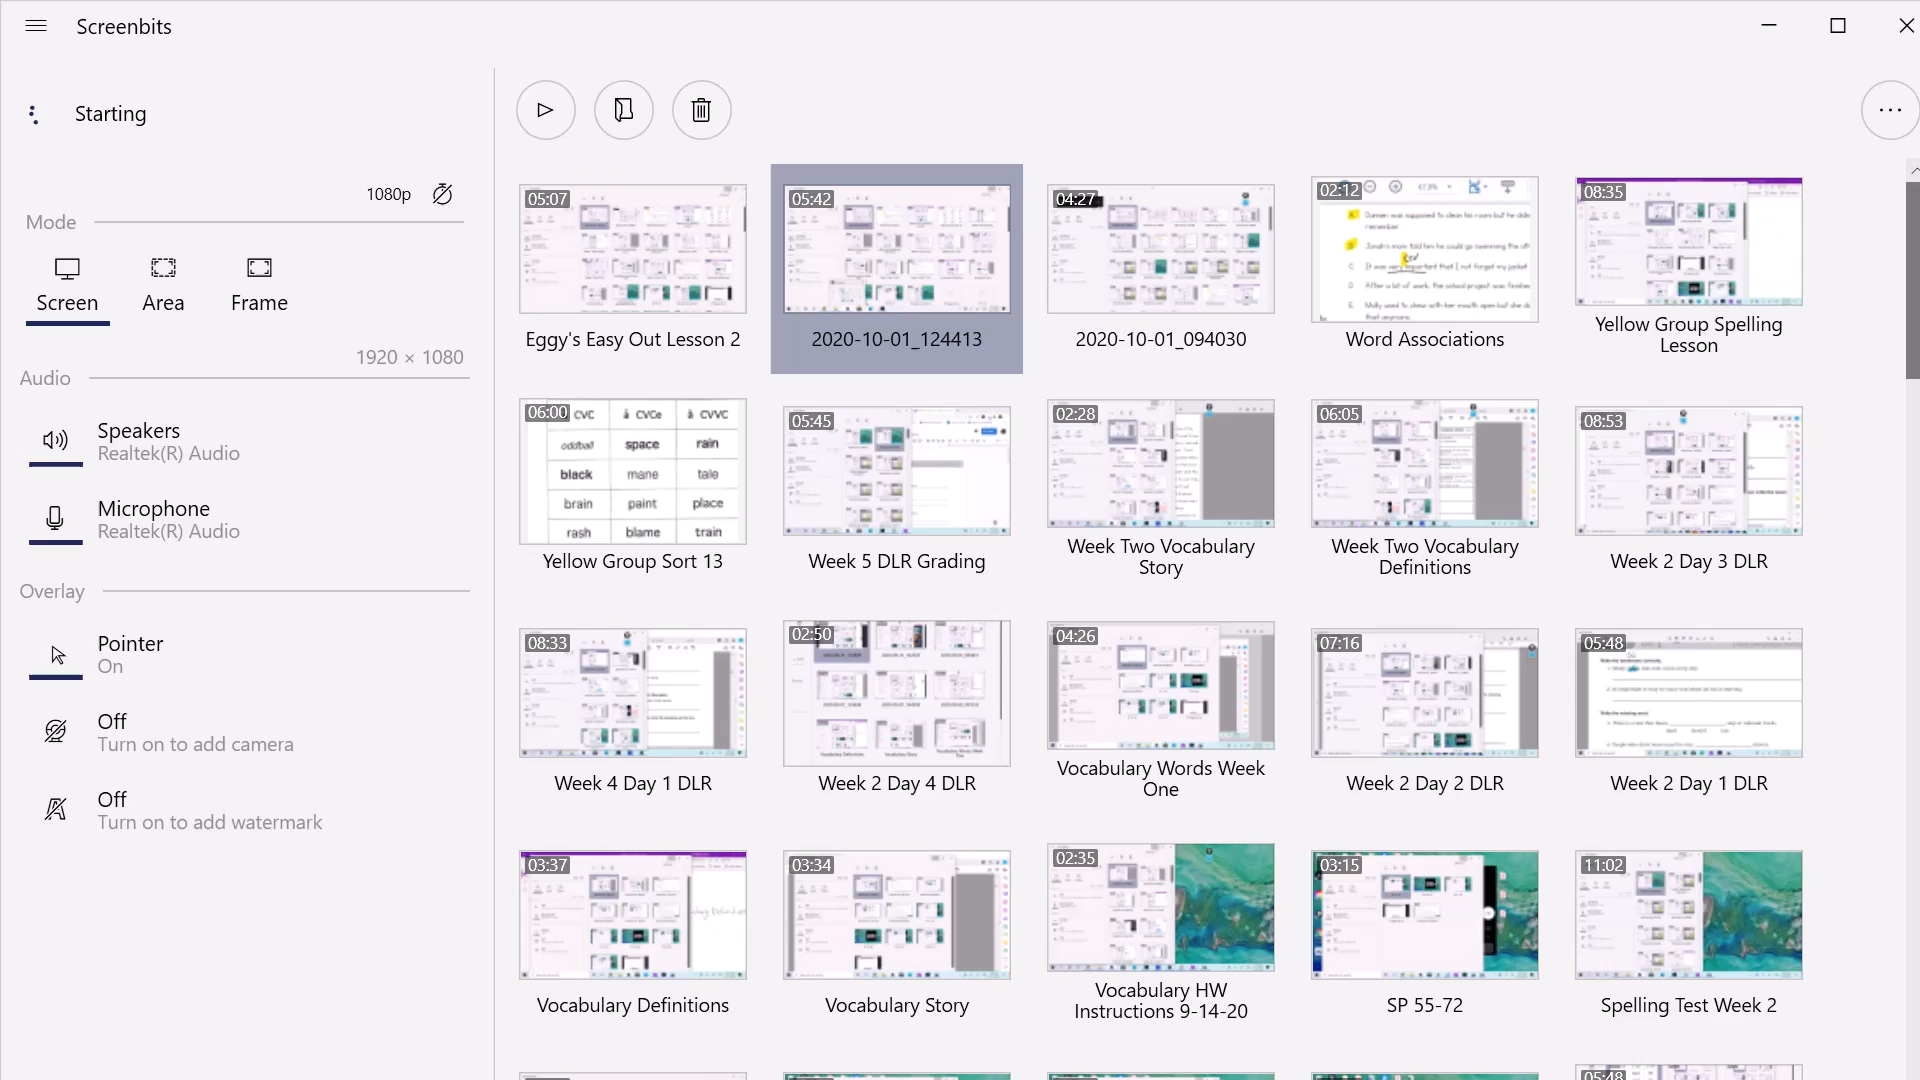 Screenbits
Starting
1080p
Mode
Screen
Area
Frame
1920 × 1080
Audio
Speakers
Realtek(R) Audio
Microphone
Realtek(R) Audio
Overlay
Pointer
On
Off
Turn on to add camera
Off
Turn on to add watermark
05:07
Eggy's Easy Out Lesson 2
05:42
2020-10-01_124413
04:27
2020-10-01_094030
02:12
67.9%
Word Associations
08:35
Yellow Group Spelling
Lesson
06:00
CVC ā CVCe ā CVVC
oddball space rain
black mane tale
brain paint place
rash blame train
Yellow Group Sort 13
05:45
Week 5 DLR Grading
02:28
Week Two Vocabulary
Story
06:05
Week Two Vocabulary
Definitions
08:53
Week 2 Day 3 DLR
08:33
Week 4 Day 1 DLR
02:50
Week 2 Day 4 DLR
04:26
Vocabulary Words Week
One
07:16
Week 2 Day 2 DLR
05:48
Week 2 Day 1 DLR
03:37
Vocabulary Definitions
03:34
Vocabulary Story
02:35
Vocabulary HW
Instructions 9-14-20
03:15
SP 55-72
11:02
Spelling Test Week 2
05:48